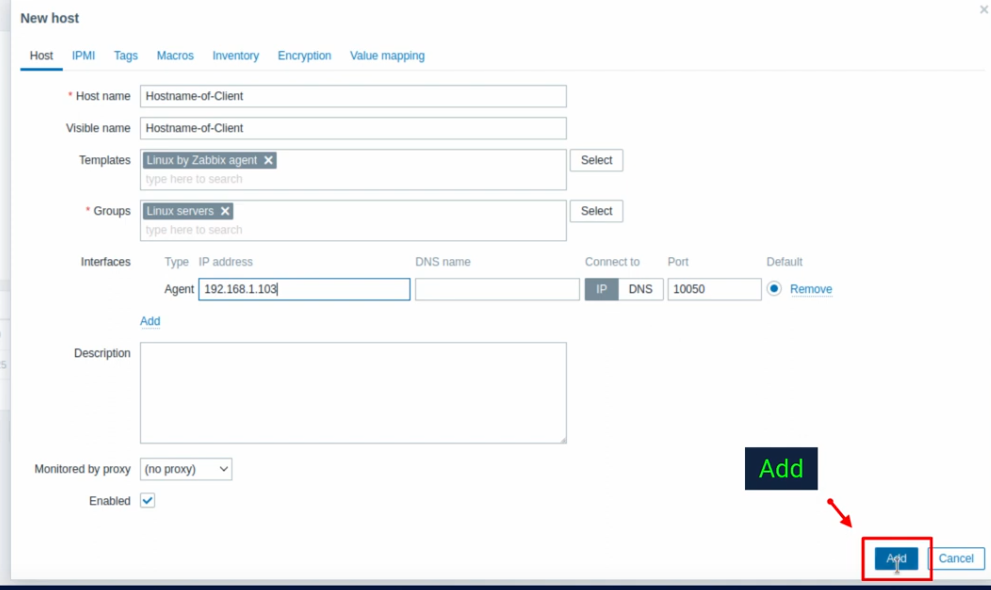 New host
Host IPMI Tags Macros Inventory Encryption Value mapping
* Host name Hostname-of-Client
Visible name Hostname-of-Client
Templates Linux by Zabbix agent Select
type here to search
* Groups Linux servers Select
type here to search
Interfaces Type IP address DNS name Connect to Port Default
Agent 192.168.1.103 IP DNS 10050 Remove
Add
Description
Monitored by proxy (no proxy)
Enabled
Add
Add Cancel